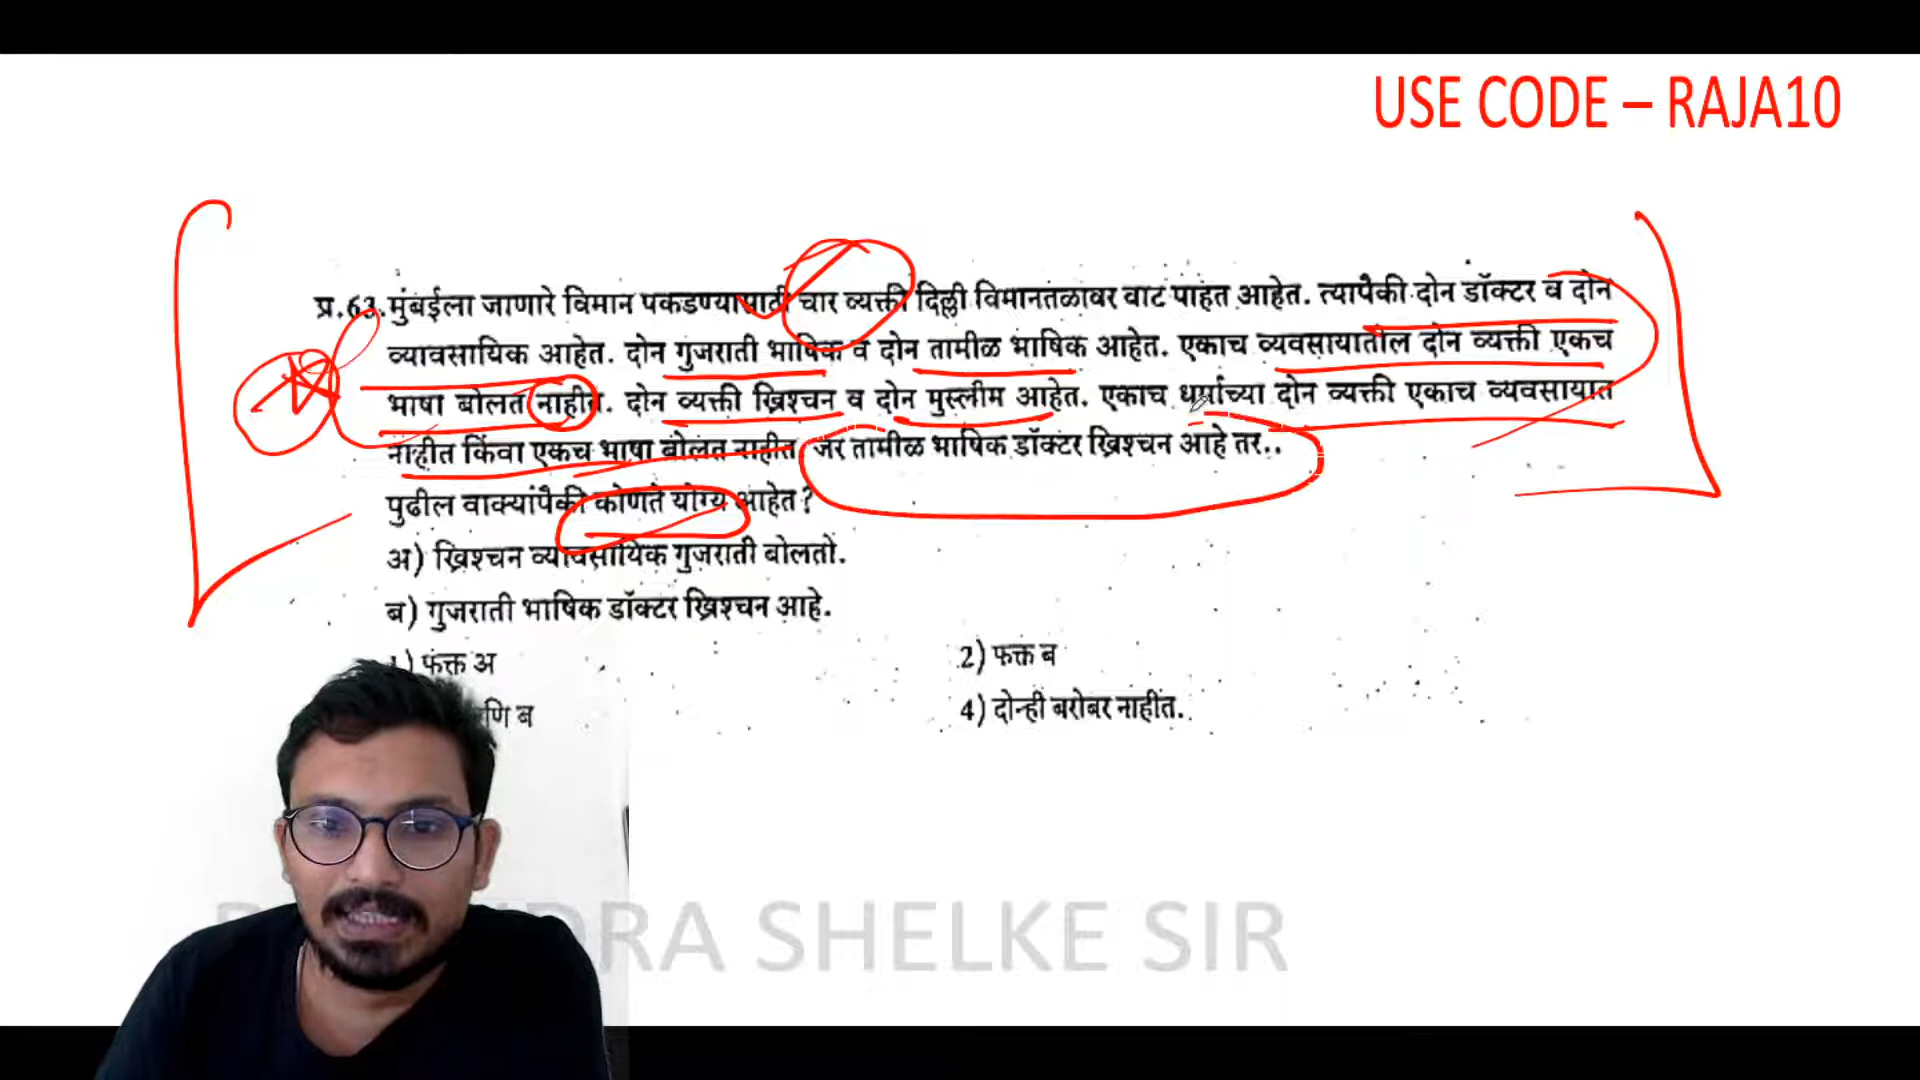 USE CODE – RAJA10
प्र.63. मुंबईला जाणारे विमान पकडण्यासाठी चार व्यक्ती दिल्ली विमानतळावर वाट पाहत आहेत. त्यापैकी दोन डॉक्टर व दोन
व्यावसायिक आहेत. दोन गुजराती भाषिक व दोन तामीळ भाषिक आहेत. एकाच व्यवसायातील दोन व्यक्ती एकच
भाषा बोलत नाहीत. दोन व्यक्ती ख्रिश्चन व दोन मुस्लीम आहेत. एकाच धर्माच्या दोन व्यक्ती एकाच व्यवसायात
नाहीत किंवा एकच भाषा बोलत नाहीत. जर तामीळ भाषिक डॉक्टर ख्रिश्चन आहे तर..
पुढील वाक्यांपैकी कोणते योग्य आहेत?
अ) ख्रिश्चन व्यावसायिक गुजराती बोलतो.
ब) गुजराती भाषिक डॉक्टर ख्रिश्चन आहे.
1) फक्त अ
2) फक्त ब
णि ब
4) दोन्ही बरोबर नाहीत.
DRA SHELKE SIR